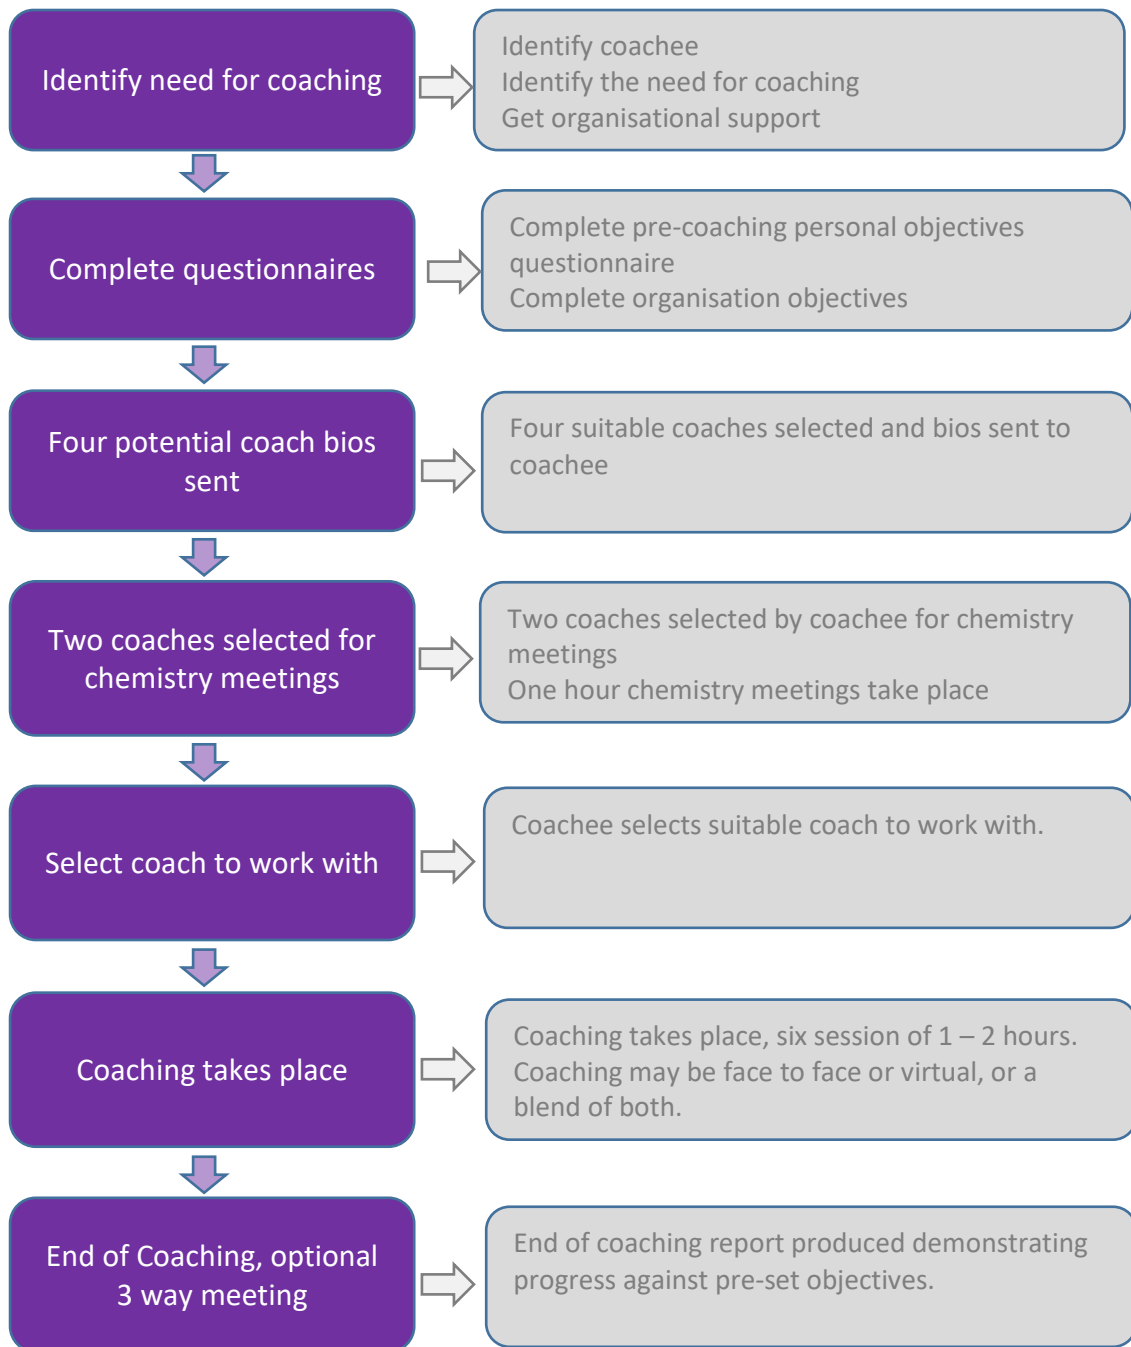 Identify need for coaching
Identify coachee
Identify the need for coaching
Get organisational support
Complete questionnaires
Complete pre-coaching personal objectives
questionnaire
Complete organisation objectives
Four potential coach bios
sent
Four suitable coaches selected and bios sent to
coachee
Two coaches selected for
chemistry meetings
Two coaches selected by coachee for chemistry
meetings
One hour chemistry meetings take place
Select coach to work with
Coachee selects suitable coach to work with.
Coaching takes place
Coaching takes place, six session of 1 – 2 hours.
Coaching may be face to face or virtual, or a
blend of both.
End of Coaching, optional
3 way meeting
End of coaching report produced demonstrating
progress against pre-set objectives.